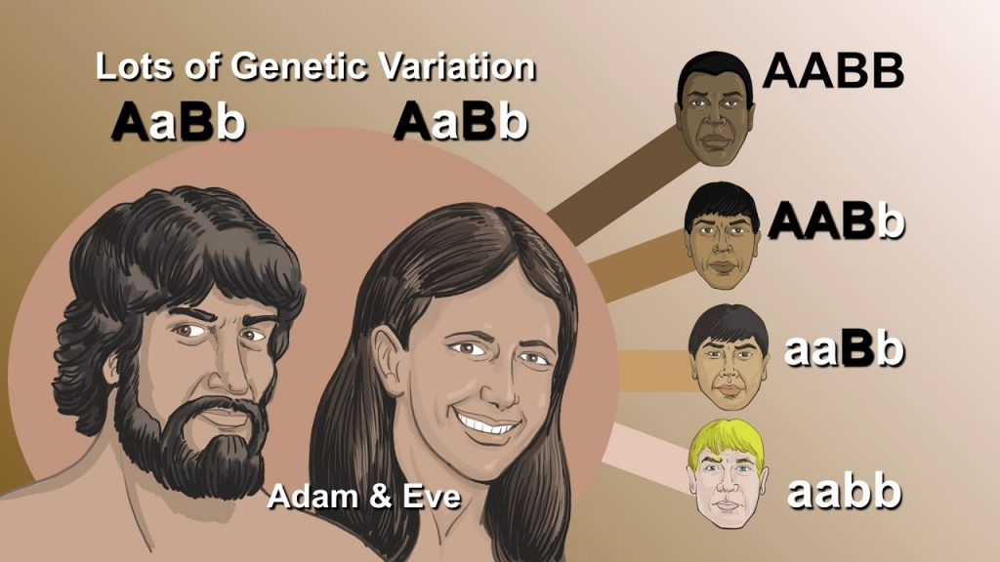 Lots of Genetic Variation
AaBb AaBb
AABB
AABb
aaBb
aabb
Adam & Eve